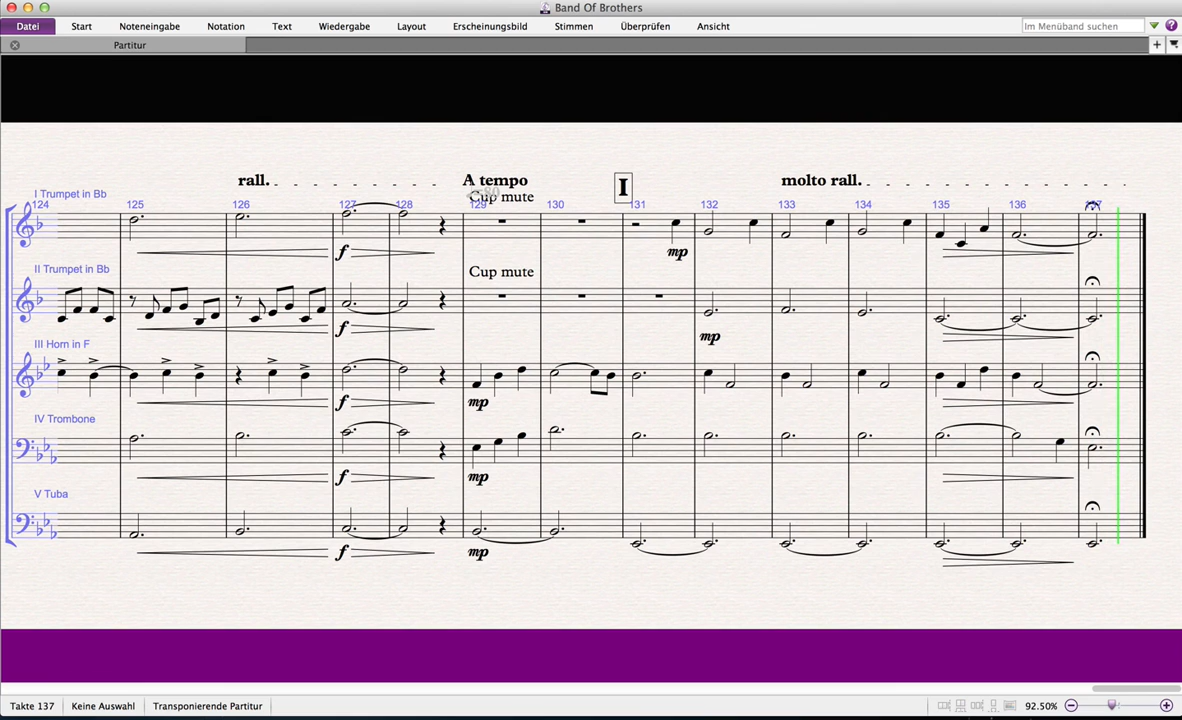 Band Of Brothers
Datei Start Noteneingabe Notation Text Wiedergabe Layout Erscheinungsbild Stimmen Überprüfen Ansicht Im Menüband suchen ?
Partitur +
rall. A tempo I molto rall.
=80
I Trumpet in Bb Cup mute
124 125 126 127 128 129 130 131 132 133 134 135 136 137
f mp
II Trumpet in Bb Cup mute
f mp
III Horn in F
f mp
IV Trombone
f mp
V Tuba
f mp
Takte 137 Keine Auswahl Transponierende Partitur 92.50%